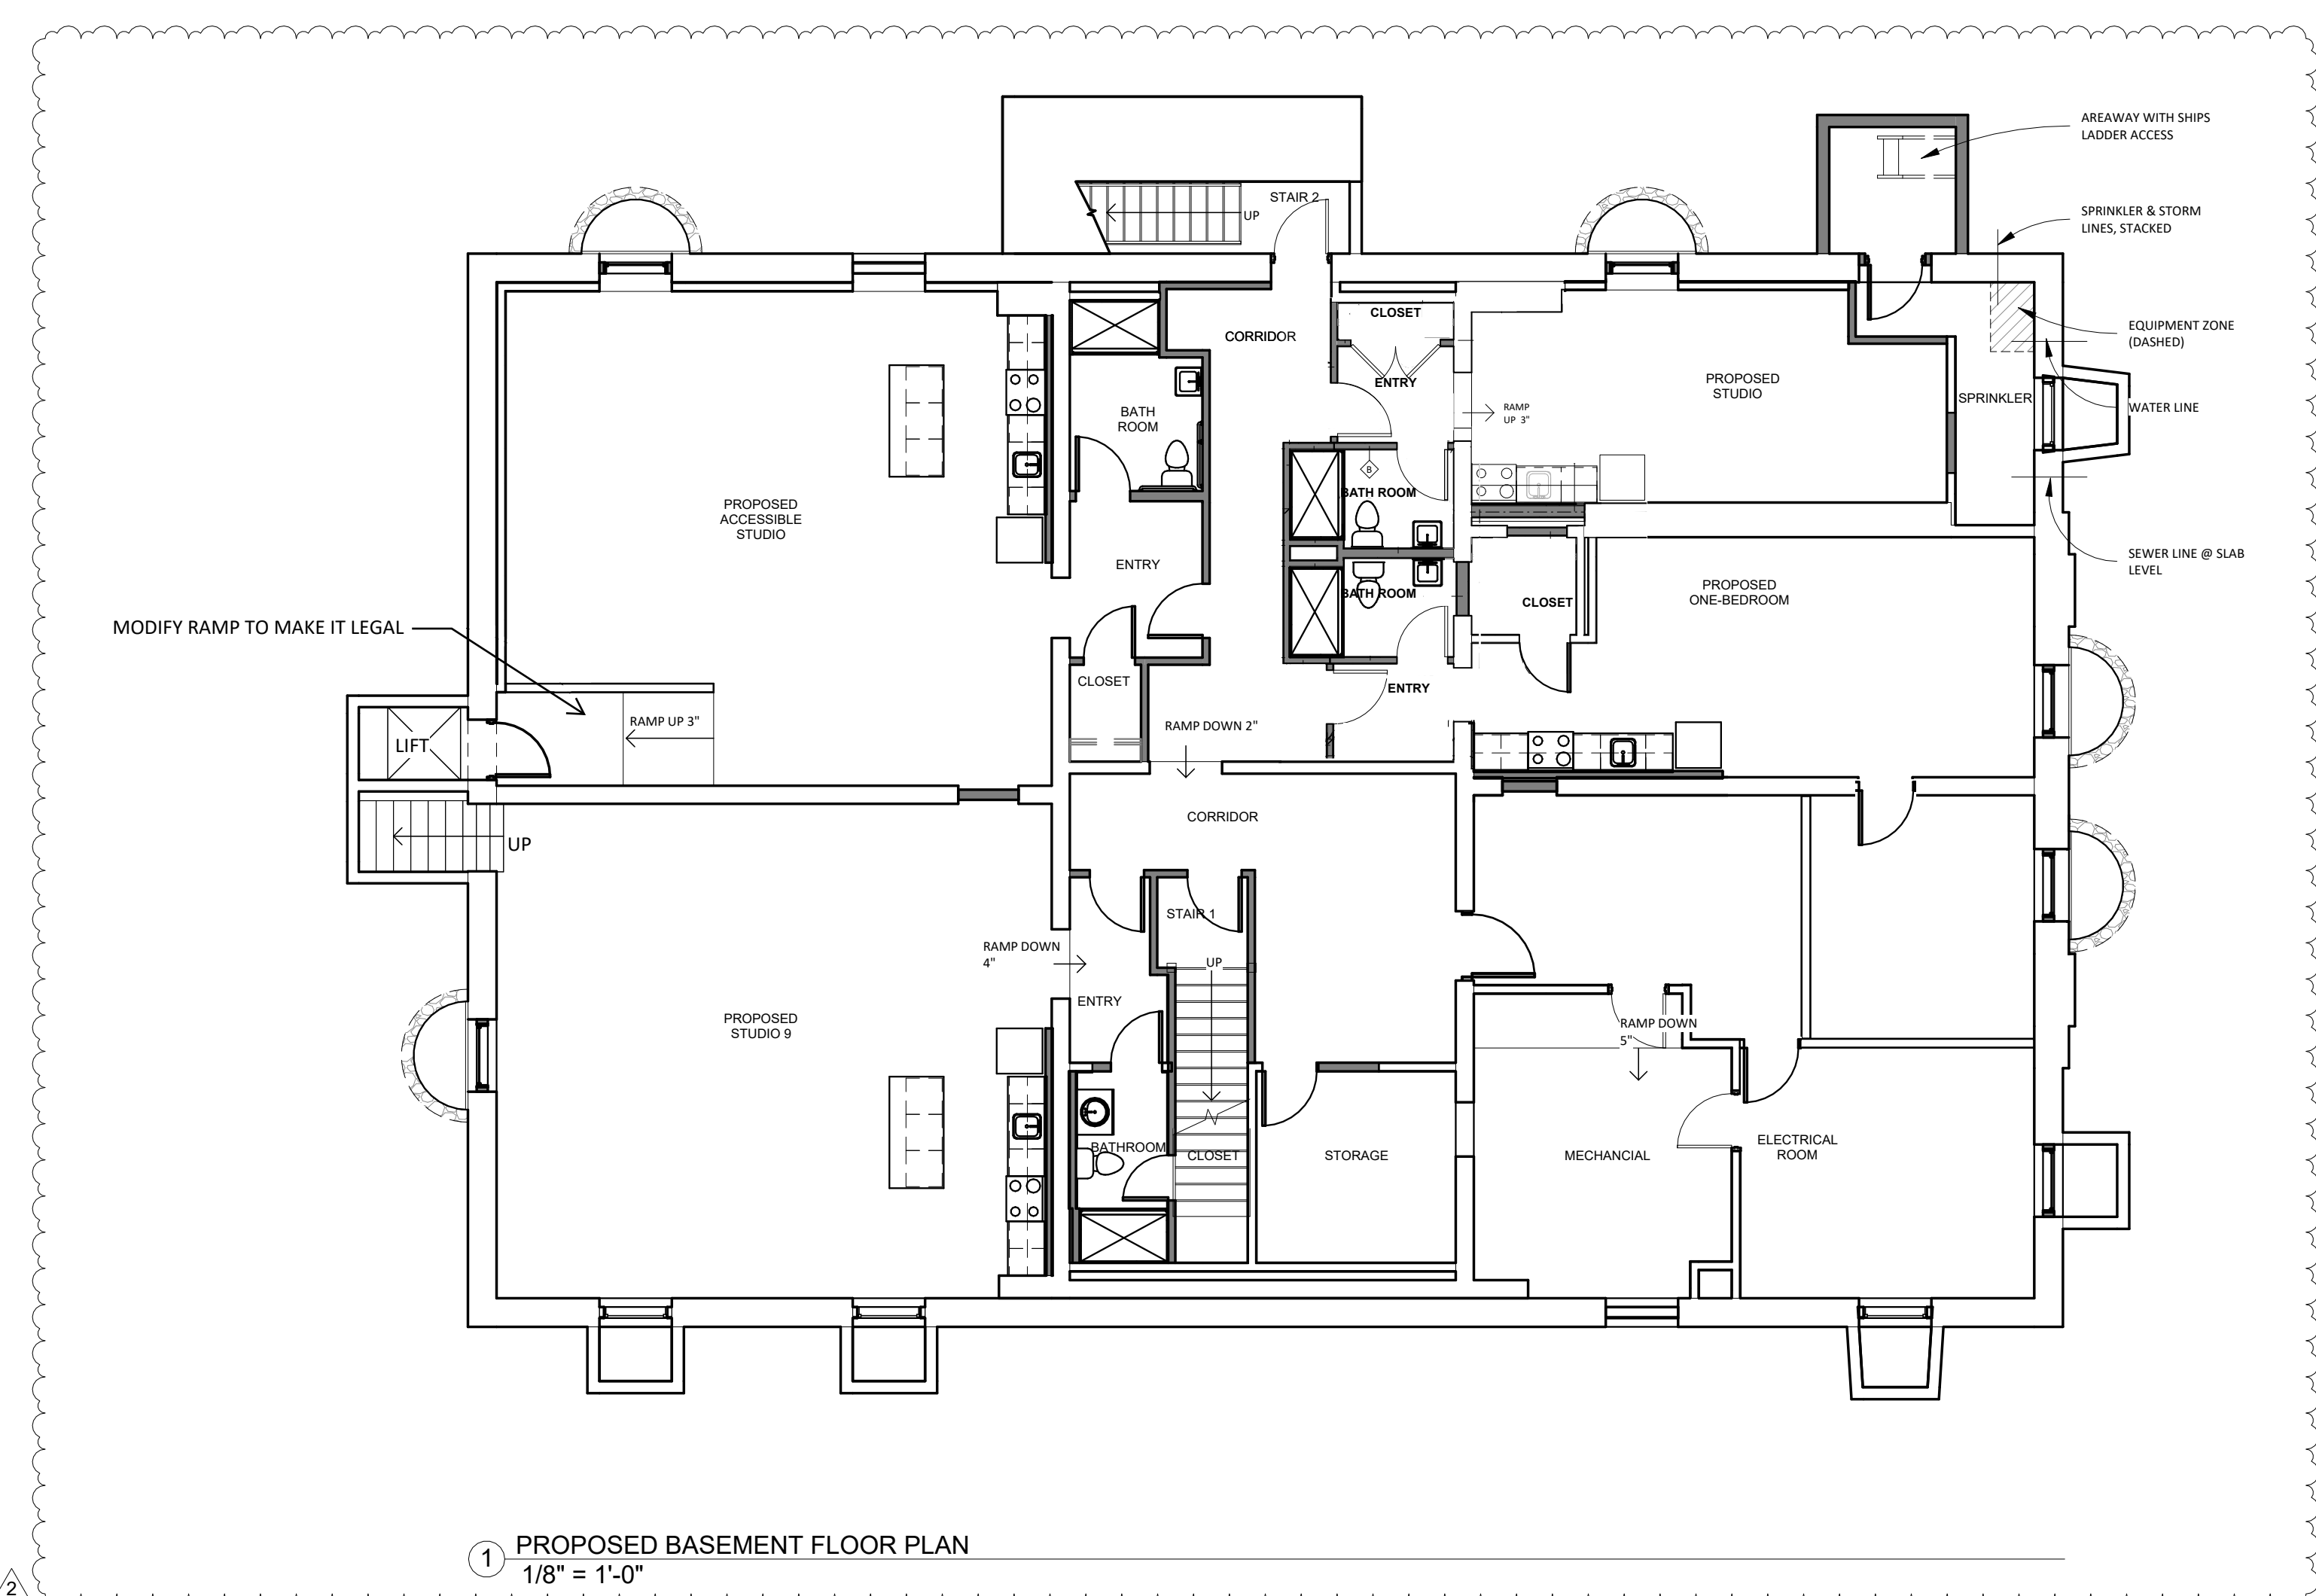 AREAWAY WITH SHIPS
LADDER ACCESS
STAIR 2
UP
SPRINKLER & STORM
LINES, STACKED
CLOSET
CORRIDOR
EQUIPMENT ZONE
(DASHED)
ENTRY
PROPOSED
STUDIO
SPRINKLER
BATH
ROOM
RAMP
UP 3"
WATER LINE
B
BATH ROOM
PROPOSED
ACCESSIBLE
STUDIO
ENTRY
SEWER LINE @ SLAB
LEVEL
BATH ROOM
CLOSET
PROPOSED
ONE-BEDROOM
MODIFY RAMP TO MAKE IT LEGAL
CLOSET
ENTRY
RAMP UP 3"
RAMP DOWN 2"
LIFT
CORRIDOR
UP
STAIR 1
RAMP DOWN
4"
UP
ENTRY
PROPOSED
STUDIO 9
RAMP DOWN
5"
BATHROOM
CLOSET
STORAGE
MECHANCIAL
ELECTRICAL
ROOM
1
PROPOSED BASEMENT FLOOR PLAN
1/8" = 1'-0"
2